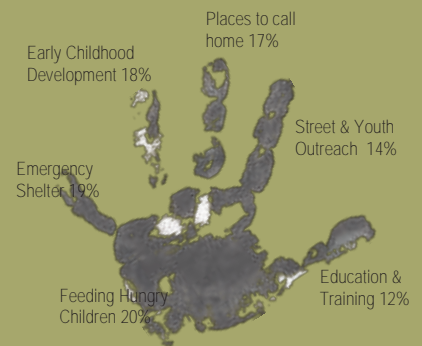 Places to call
home 17%
Early Childhood
Development 18%
Street & Youth
Outreach 14%
Emergency
Shelter 19%
Education &
Training 12%
Feeding Hungry
Children 20%